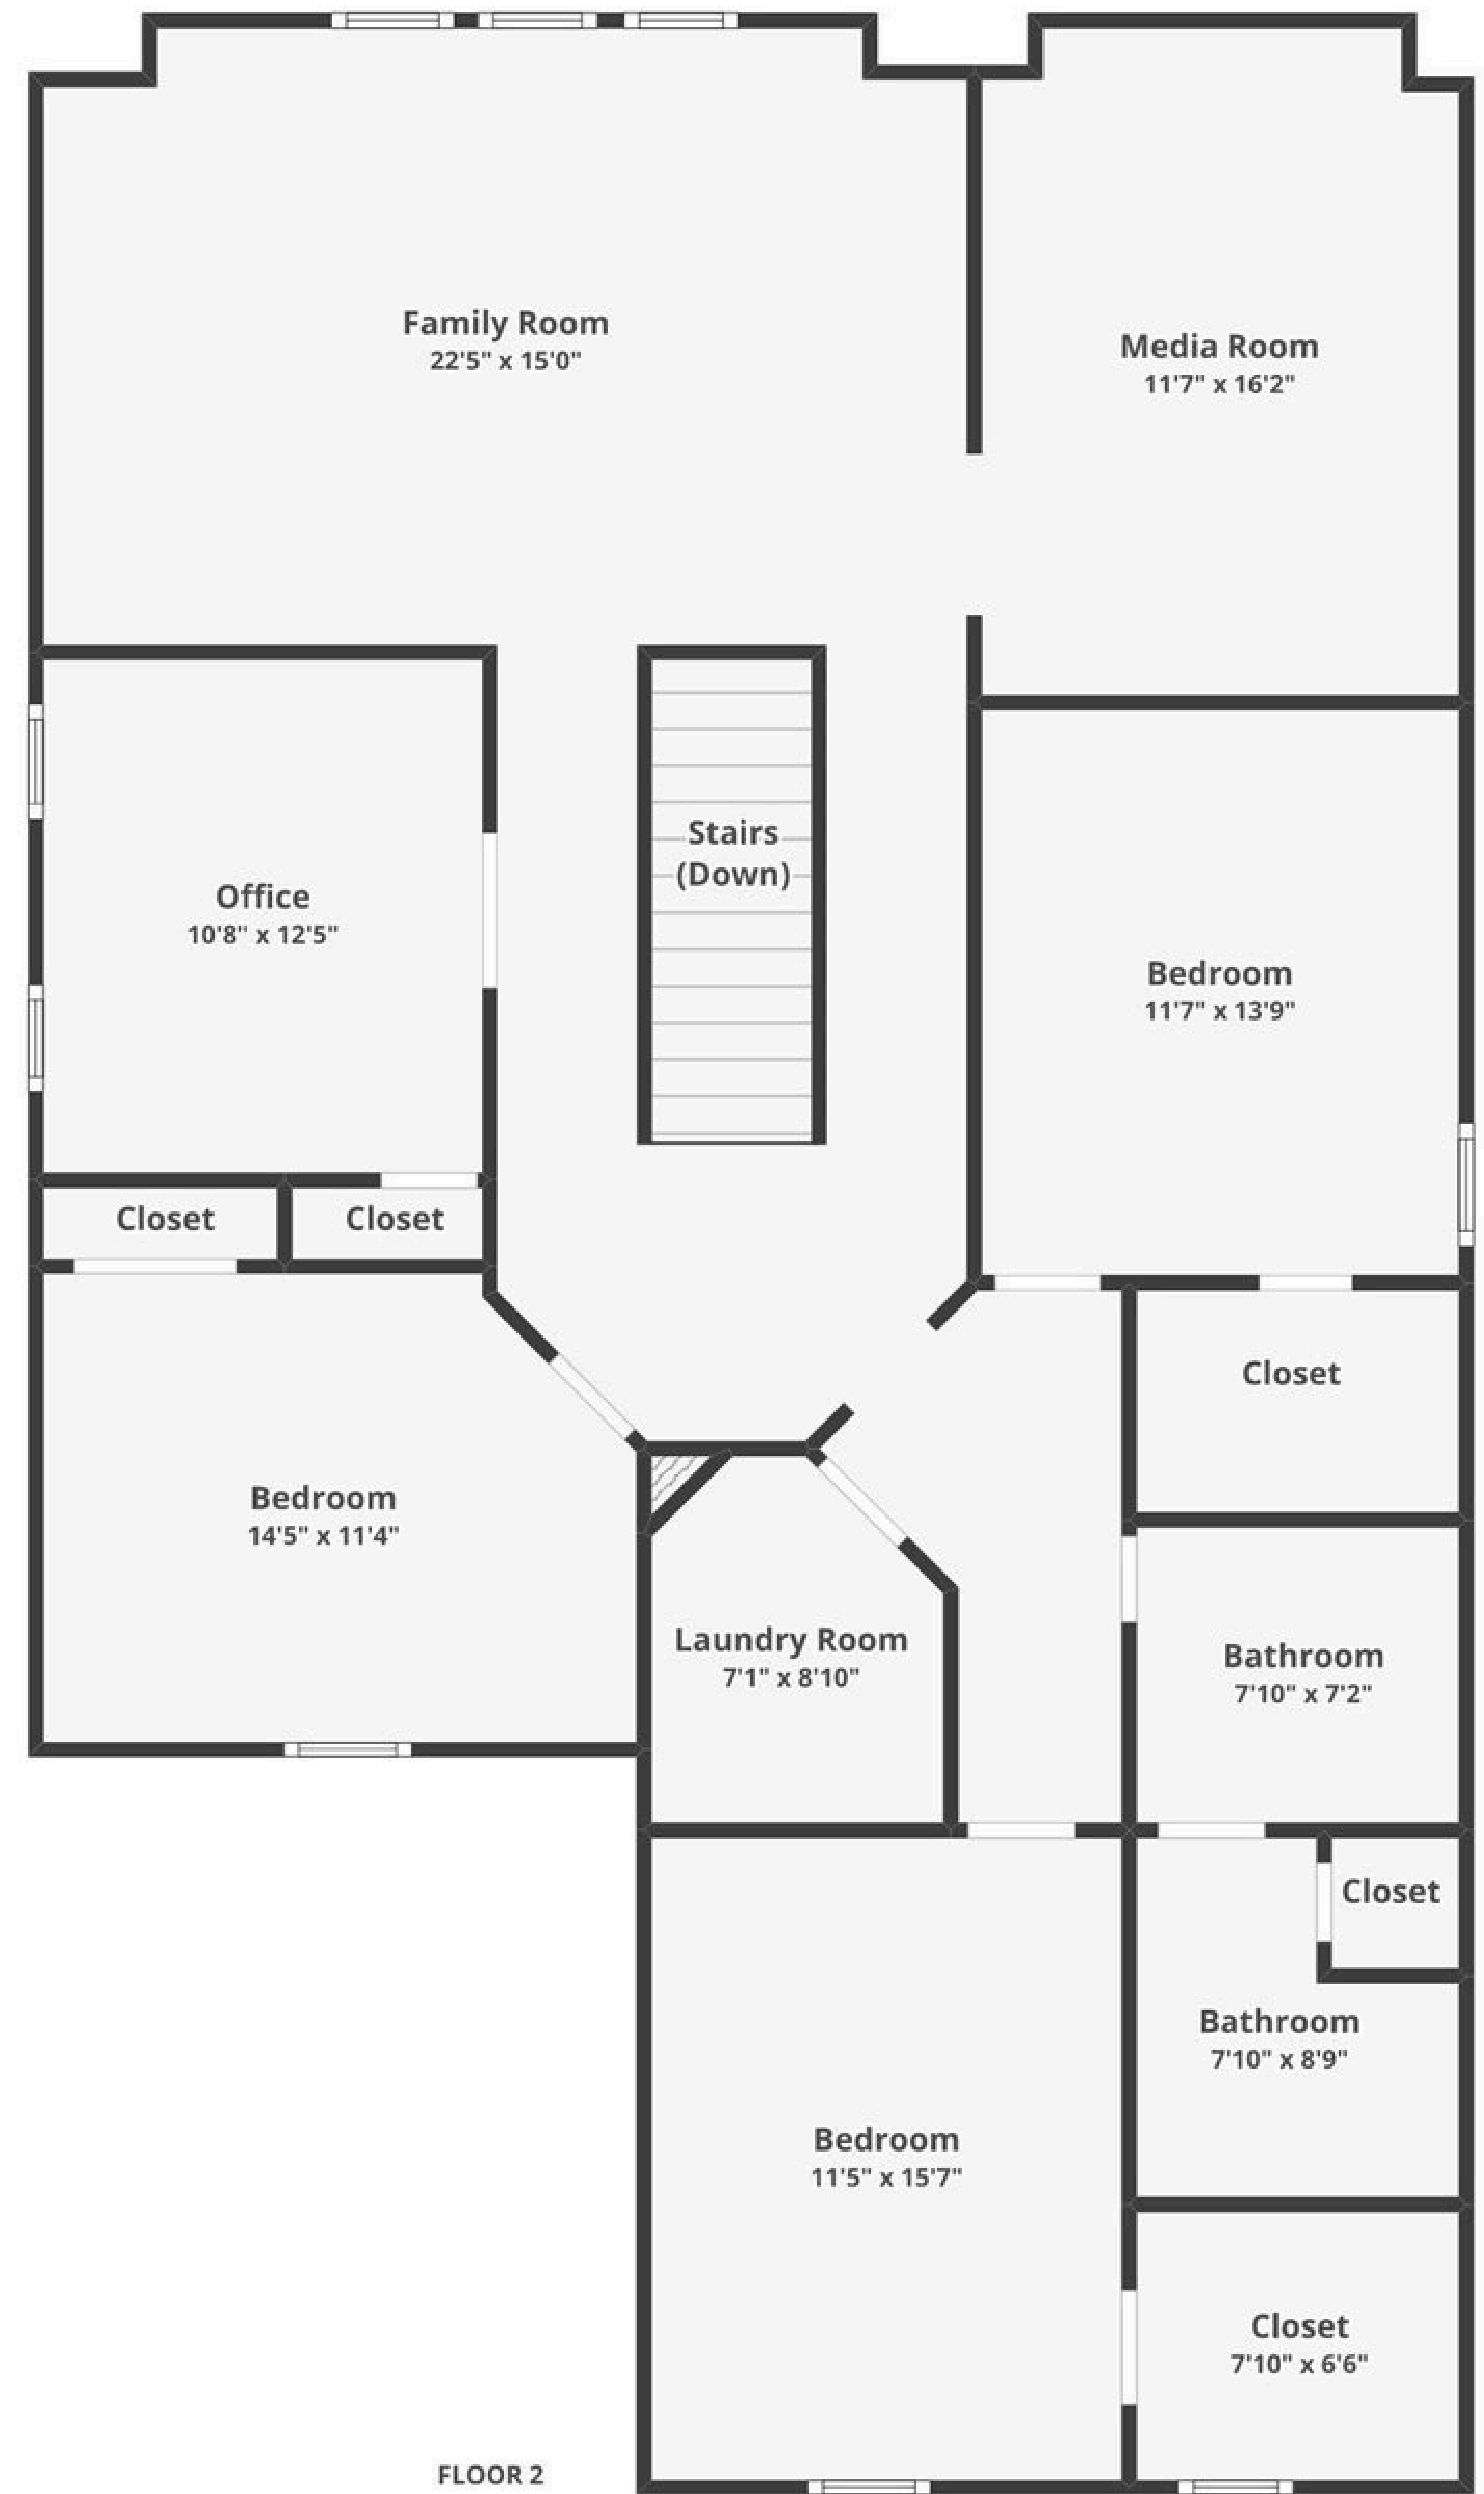 Family Room
22'5" x 15'0"
Media Room
11'7" x 16'2"
Stairs
(Down)
Office
10'8" x 12'5"
Bedroom
11'7" x 13'9"
Closet
Closet
Closet
Bedroom
14'5" x 11'4"
Laundry Room
7'1" x 8'10"
Bathroom
7'10" x 7'2"
Closet
Bathroom
7'10" x 8'9"
Bedroom
11'5" x 15'7"
Closet
7'10" x 6'6"
FLOOR 2